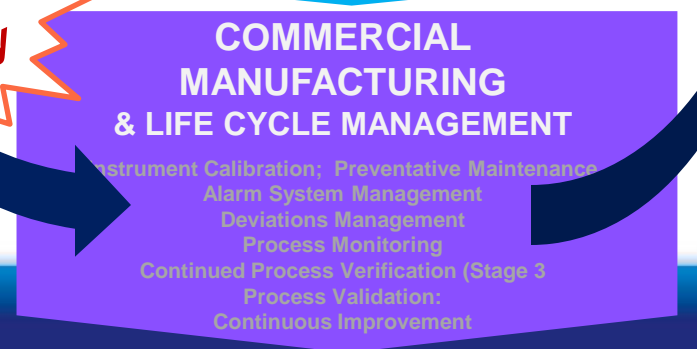 COMMERCIAL
MANUFACTURING
& LIFE CYCLE MANAGEMENT
Instrument Calibration; Preventative Maintenance
Alarm System Management
Deviations Management
Process Monitoring
Continued Process Verification (Stage 3
Process Validation:
Continuous Improvement